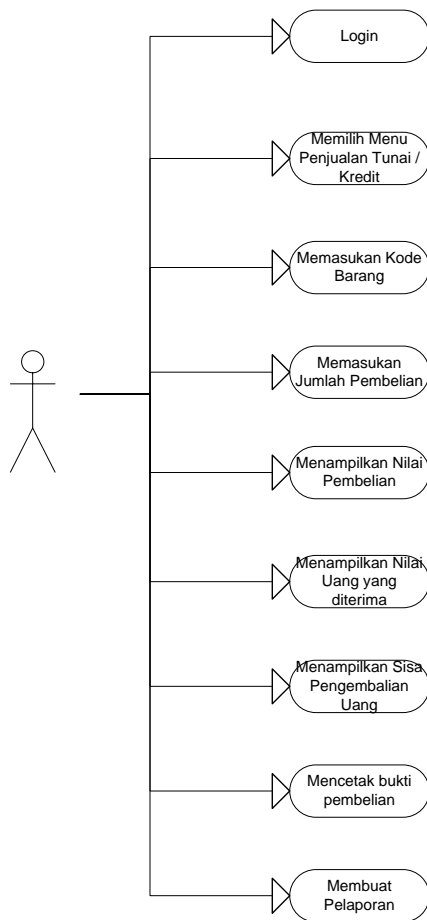 Login
Memilih Menu
Penjualan Tunai /
Kredit
Memasukan Kode
Barang
Memasukan
Jumlah Pembelian
Menampilkan Nilai
Pembelian
Menampilkan Nilai
Uang yang
diterima
Menampilkan Sisa
Pengembalian
Uang
Mencetak bukti
pembelian
Membuat
Pelaporan